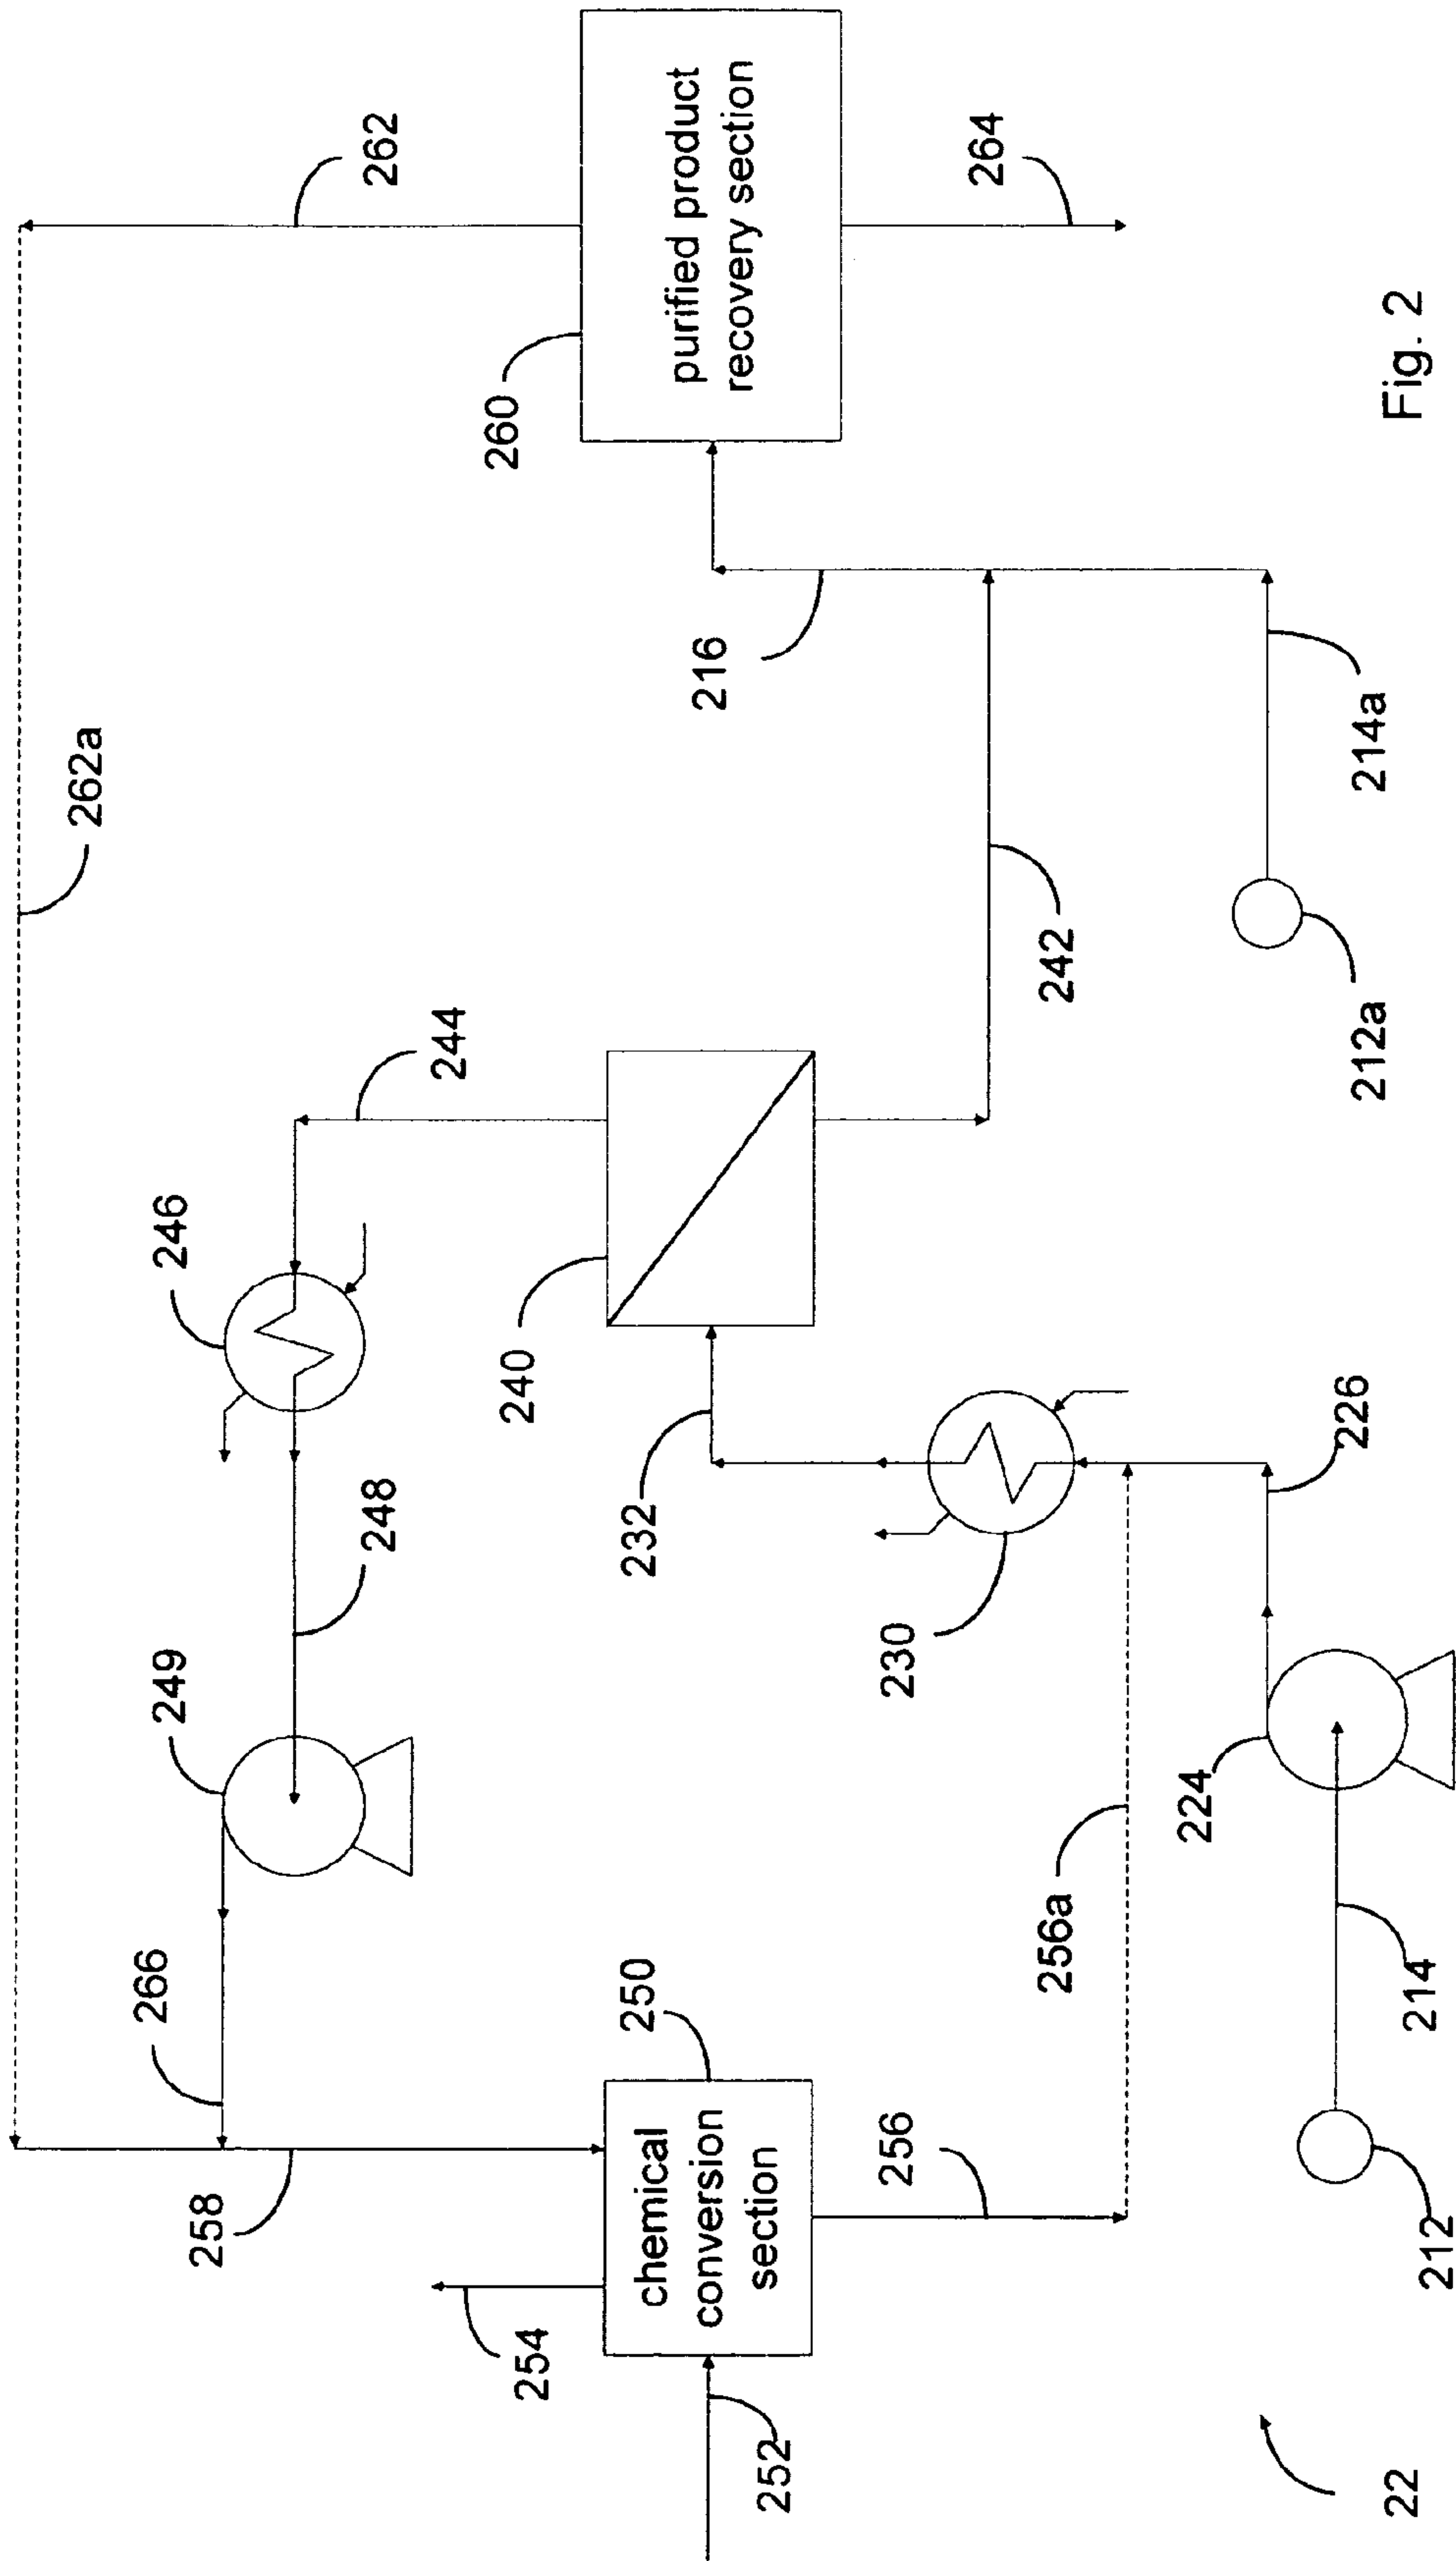 262a
262
266
249
248
246
244
258
254
chemical
conversion
section
250
252
256
256a
232
230
240
242
216
260
purified product
recovery section
264
22
212
214
224
226
212a
214a
Fig. 2